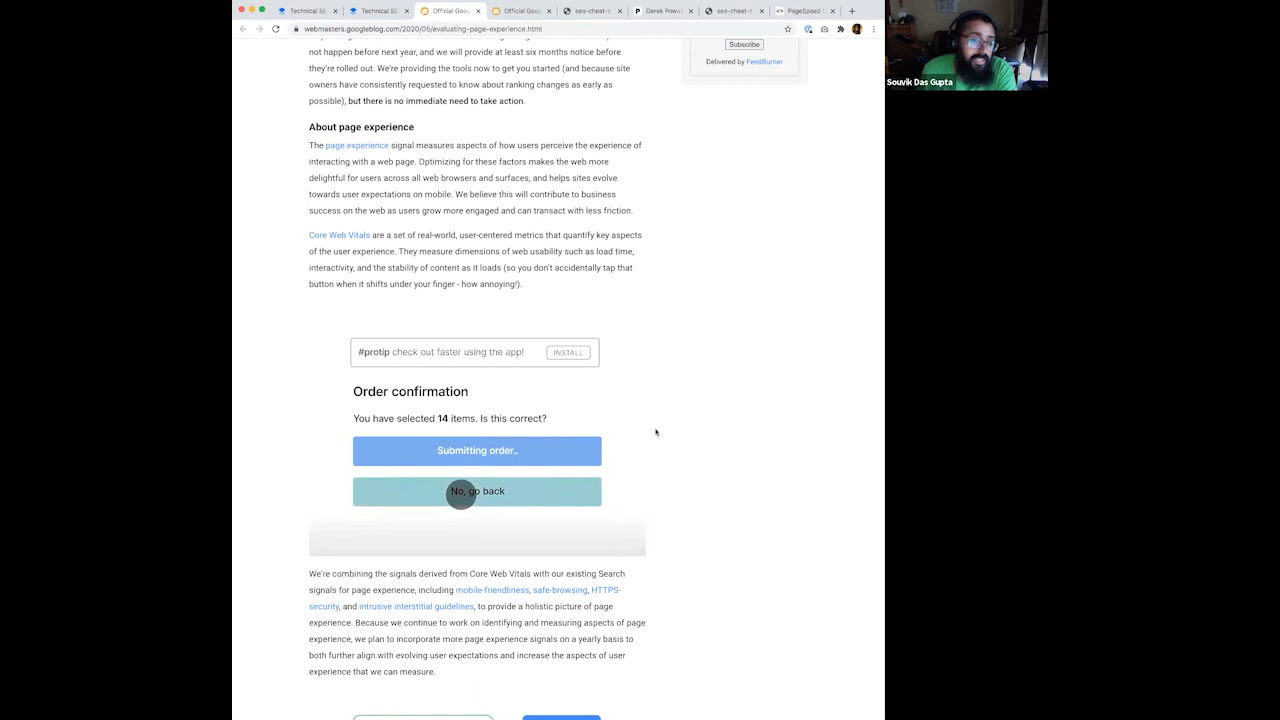 Technical SE
Technical SE
Official Goog
Official Goog
seo-cheat-s
Derek Powaz
seo-cheat-s
PageSpeed
webmasters.googleblog.com/2020/05/evaluating-page-experience.html
not happen before next year, and we will provide at least six months notice before
they're rolled out. We're providing the tools now to get you started (and because site
owners have consistently requested to know about ranking changes as early as
possible), but there is no immediate need to take action.
Subscribe
Delivered by FeedBurner
Souvik Das Gupta
About page experience
The page experience signal measures aspects of how users perceive the experience of
interacting with a web page. Optimizing for these factors makes the web more
delightful for users across all web browsers and surfaces, and helps sites evolve
towards user expectations on mobile. We believe this will contribute to business
success on the web as users grow more engaged and can transact with less friction.
Core Web Vitals are a set of real-world, user-centered metrics that quantify key aspects
of the user experience. They measure dimensions of web usability such as load time,
interactivity, and the stability of content as it loads (so you don't accidentally tap that
button when it shifts under your finger - how annoying!).
#protip check out faster using the app!
INSTALL
Order confirmation
You have selected 14 items. Is this correct?
Submitting order..
No, go back
We're combining the signals derived from Core Web Vitals with our existing Search
signals for page experience, including mobile-friendliness, safe-browsing, HTTPS-
security, and intrusive interstitial guidelines, to provide a holistic picture of page
experience. Because we continue to work on identifying and measuring aspects of page
experience, we plan to incorporate more page experience signals on a yearly basis to
both further align with evolving user expectations and increase the aspects of user
experience that we can measure.